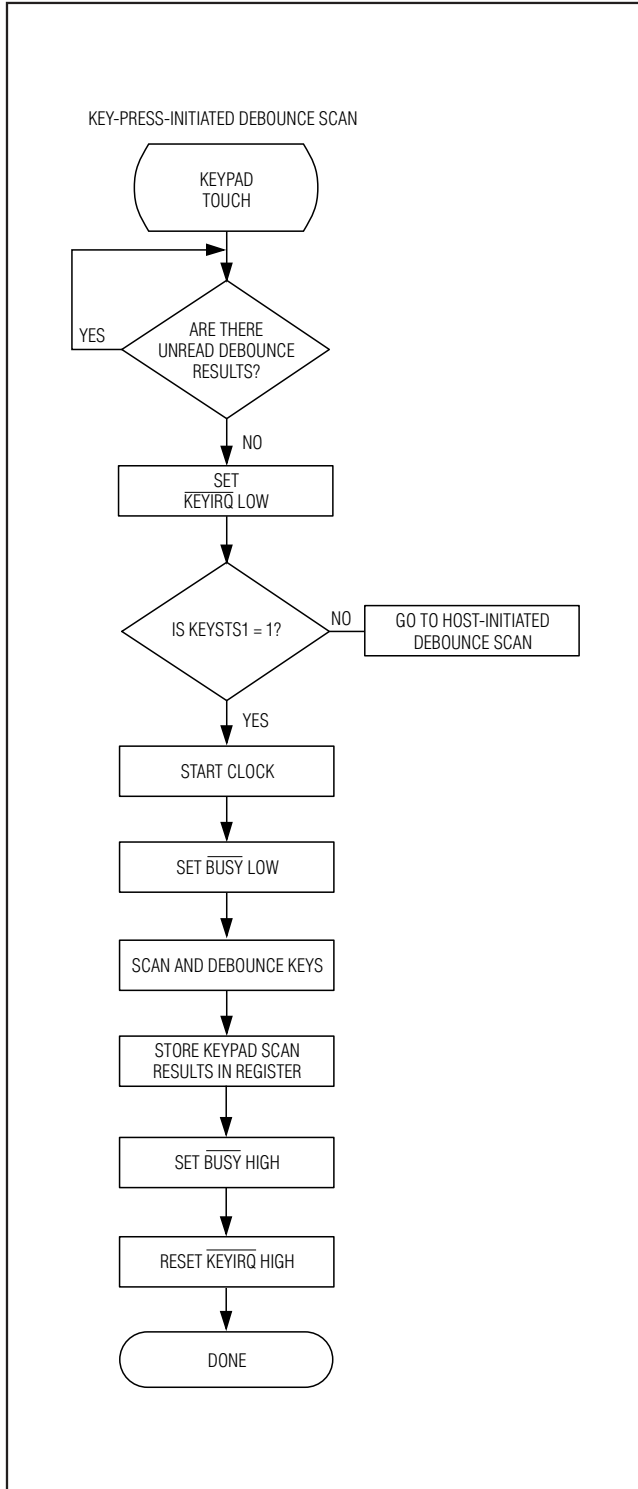 KEY-PRESS-INITIATED DEBOUNCE SCAN
KEYPAD
TOUCH
YES
ARE THERE
UNREAD DEBOUNCE
RESULTS?
NO
SET
KEYIRQ LOW
IS KEYSTS1 = 1?
NO
GO TO HOST-INITIATED
DEBOUNCE SCAN
YES
START CLOCK
SET BUSY LOW
SCAN AND DEBOUNCE KEYS
STORE KEYPAD SCAN
RESULTS IN REGISTER
SET BUSY HIGH
RESET KEYIRQ HIGH
DONE